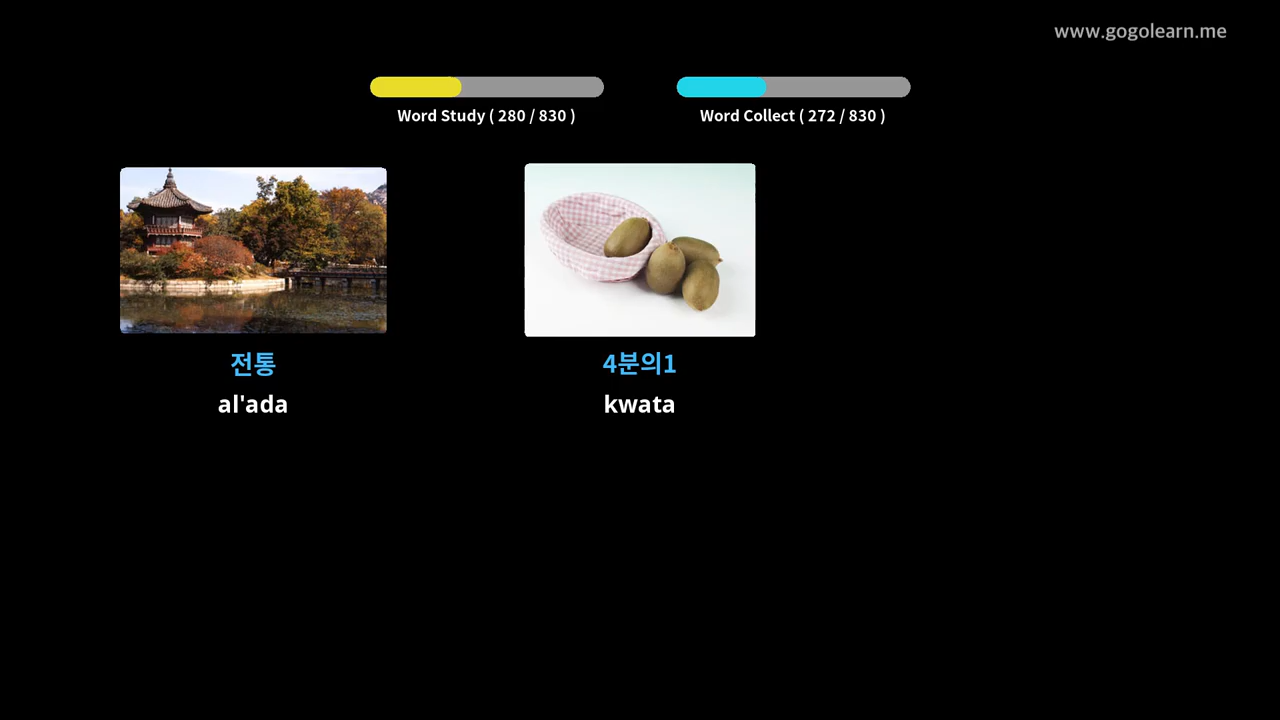 www.gogolearn.me
Word Study ( 280 / 830 )
Word Collect ( 272 / 830 )
전통
al'ada
4분의1
kwata